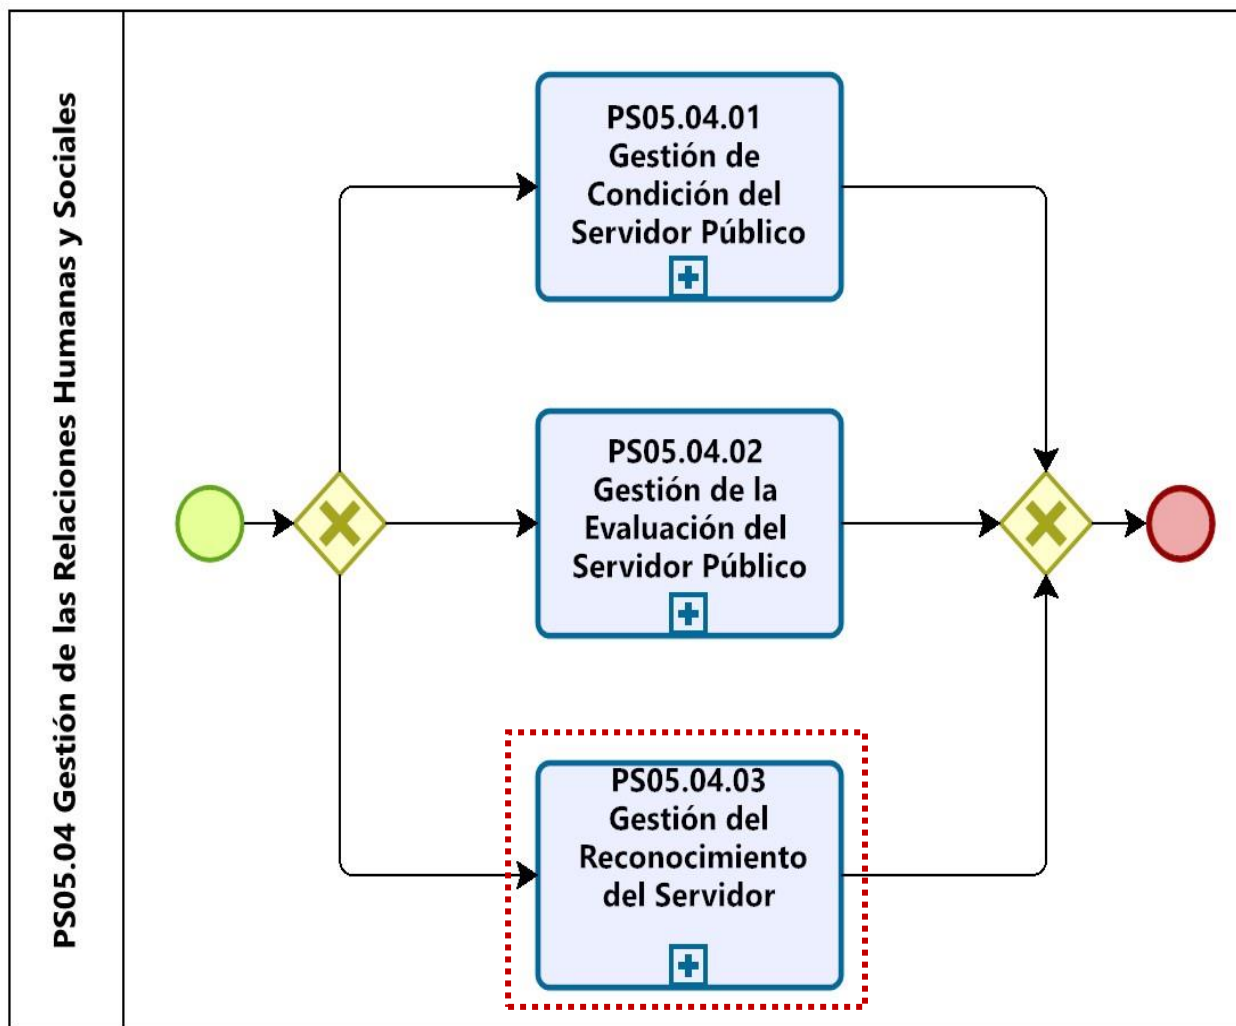 PS05.04 Gestión de las Relaciones Humanas y Sociales
PS05.04.01
Gestión de
Condición del
Servidor Público
PS05.04.02
Gestión de la
Evaluación del
Servidor Público
PS05.04.03
Gestión del
Reconocimiento
del Servidor